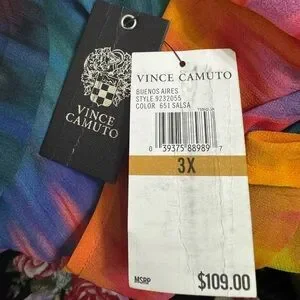 VINCE
CAMUTO
VINCE CAMUTO
BUENOS AIRES
STYLE 9232055
COLOR 651 SALSA
0 39375 88989 7
3X
MSRP $109.00